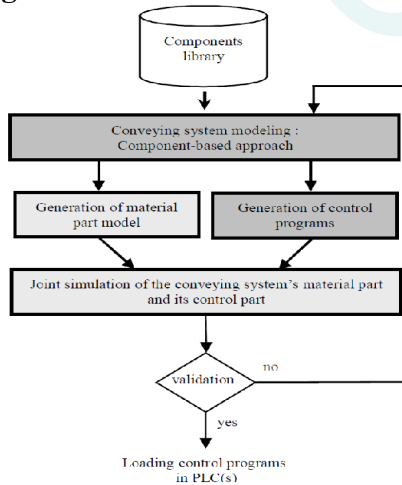 Components
library
Conveying system modeling :
Component-based approach
Generation of material
part model
Generation of control
programs
Joint simulation of the conveying system's material part
and its control part
validation
no
yes
Loading control programs
in PLC(s)